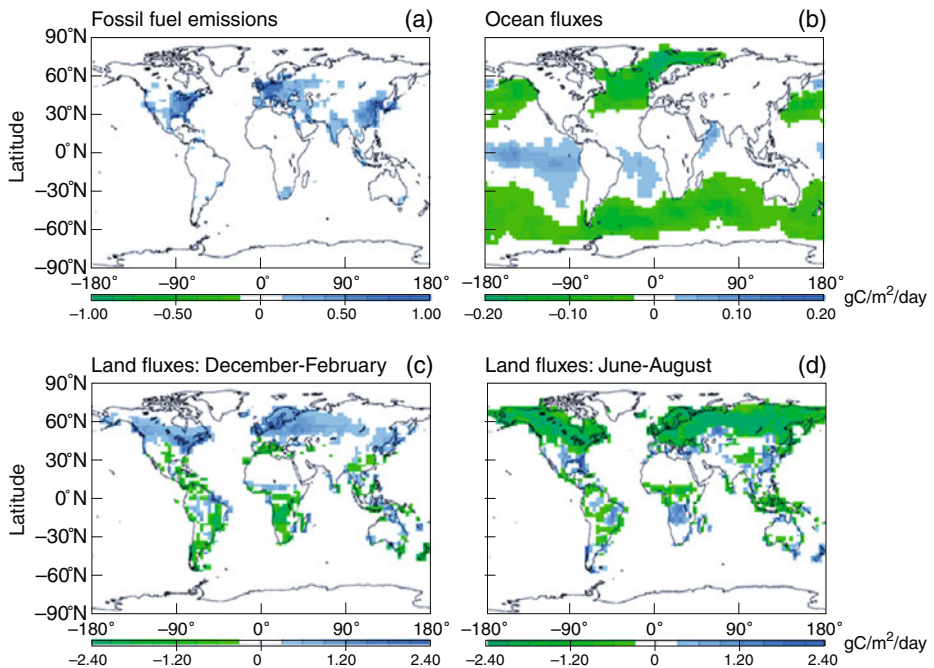 Fossil fuel emissions (a)
Ocean fluxes (b)
Latitude
90°N
60°N
30°N
0°N
−30°N
−60°N
−90°N
−180° −90° 0° 90° 180°
−1.00 −0.50 0 0.50 1.00
−180° −90° 0° 90° 180°
−0.20 −0.10 0 0.10 0.20
gC/m²/day
Land fluxes: December-February (c)
Land fluxes: June-August (d)
Latitude
90°N
60°N
30°N
0°N
−30°N
−60°N
−90°N
−180° −90° 0° 90° 180°
−2.40 −1.20 0 1.20 2.40
−180° −90° 0° 90° 180°
−2.40 −1.20 0 1.20 2.40
gC/m²/day